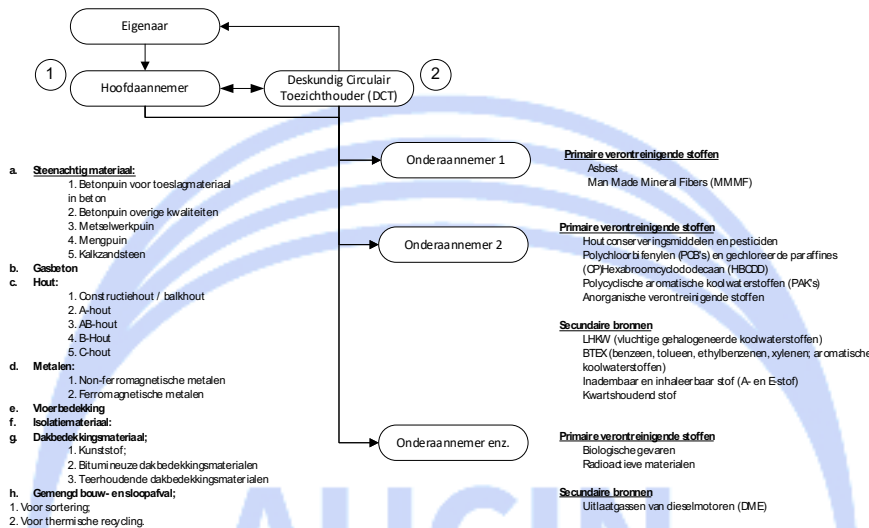 Eigenaar
1
Hoofdaannemer
Deskundig Circulair
Toezichthouder (DCT)
2
Onderaannemer 1
Primaire verontreinigende stoffen
Asbest
Man Made Mineral Fibers (MMMF)
a. Steenachtig materiaal:
1. Betonpuin voor toeslagmateriaal
in beton
2. Betonpuin overige kwaliteiten
3. Metselwerkpuin
4. Mengpuin
5. Kalkzandsteen
b. Gasbeton
c. Hout:
1. Constructiehout / balkhout
2. A-hout
3. AB-hout
4. B-Hout
5. C-hout
d. Metalen:
1. Non-ferromagnetische metalen
2. Ferromagnetische metalen
e. Vloerbedekking
f. Isolatiemateriaal:
g. Dakbedekkingsmateriaal;
1. Kunststof;
2. Bitumineuze dakbedekkingsmaterialen
3. Teerhoudende dakbedekkingsmaterialen
h. Gemengd bouw- en sloopafval;
1. Voor sortering;
2. Voor thermische recycling.
Onderaannemer 2
Primaire verontreinigende stoffen
Hout conserveringsmiddelen en pesticiden
Polychloorbifenylen (PCB's) en gechloreerde paraffines
(CP)Hexabroomcyclododecaan (HBCDD)
Polycyclische aromatische koolwaterstoffen (PAK's)
Anorganische verontreinigende stoffen
Secundaire bronnen
LHKW (vluchtige gehalogeneerde koolwaterstoffen)
BTEX (benzeen, tolueen, ethylbenzenen, xylenen; aromatische
koolwaterstoffen)
Inadembaar en inhaleerbaar stof (A- en E-stof)
Kwartshoudend stof
Onderaannemer enz.
Primaire verontreinigende stoffen
Biologische gevaren
Radioactieve materialen
Secundaire bronnen
Uitlaatgassen van dieselmotoren (DME)